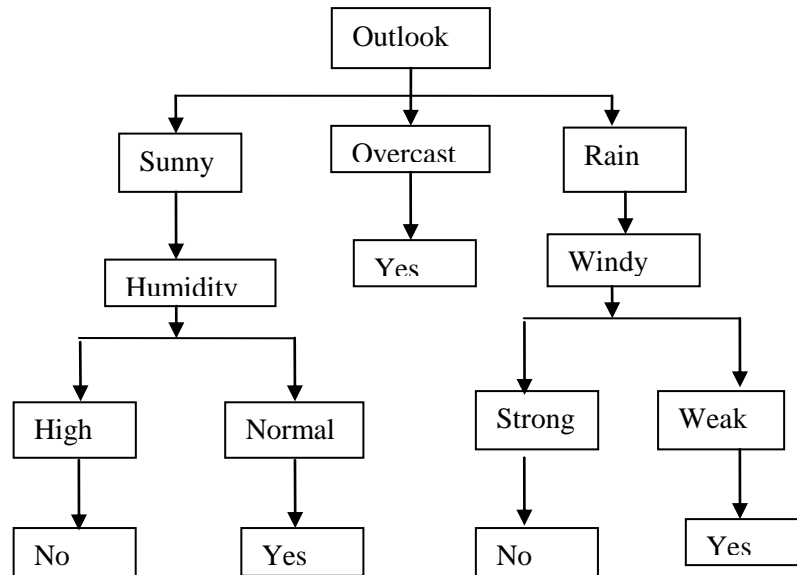 Outlook
Sunny
Overcast
Rain
Humidity
Yes
Windy
High
Normal
Strong
Weak
No
Yes
No
Yes